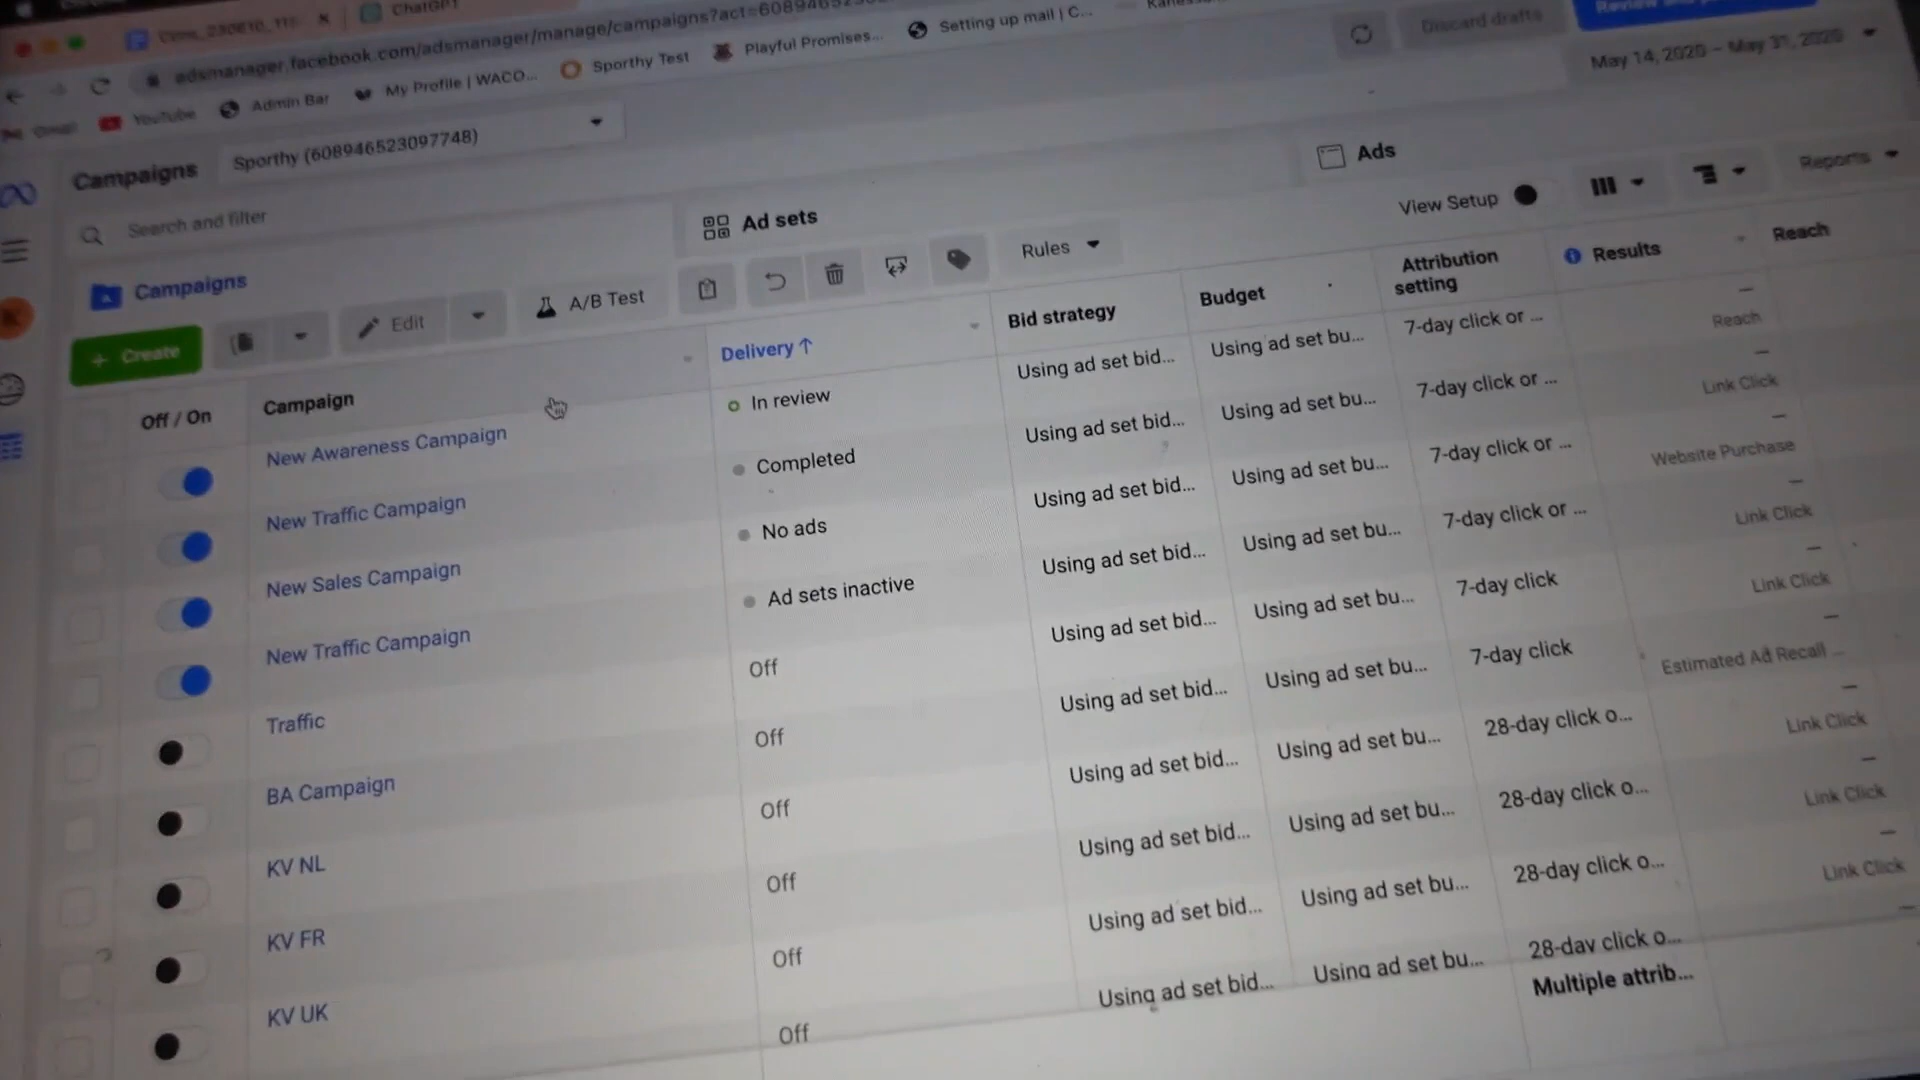 ChatGPT
adsmanager.facebook.com/adsmanager/manage/campaigns?act=6089465230
Gmail
YouTube
Admin Bar
My Profile | WACO...
Sporthy Test
Playful Promises...
Setting up mail | C...
Campaigns
Sporthy (608946523097748)
Discard drafts
May 14, 2020 – May 31, 2020
Search and filter
Campaigns
Ad sets
Ads
+ Create
Edit
A/B Test
Rules
View Setup
Reports
Off / On
Campaign
Delivery ↑
Bid strategy
Budget
Attribution
setting
Results
Reach
New Awareness Campaign
In review
Using ad set bid...
Using ad set bu...
7-day click or ...
—
Reach
New Traffic Campaign
Completed
Using ad set bid...
Using ad set bu...
7-day click or ...
—
Link Click
New Sales Campaign
No ads
Using ad set bid...
Using ad set bu...
7-day click or ...
—
Website Purchase
New Traffic Campaign
Ad sets inactive
Using ad set bid...
Using ad set bu...
7-day click or ...
—
Link Click
Traffic
Off
Using ad set bid...
Using ad set bu...
7-day click
—
Link Click
BA Campaign
Off
Using ad set bid...
Using ad set bu...
7-day click
—
Estimated Ad Recall ...
KV NL
Off
Using ad set bid...
Using ad set bu...
28-day click o...
—
Link Click
KV FR
Off
Using ad set bid...
Using ad set bu...
28-day click o...
—
Link Click
KV UK
Off
Using ad set bid...
Using ad set bu...
28-day click o...
—
Link Click
Off
Using ad set bid...
Using ad set bu...
28-day click o...
—
Multiple attrib...